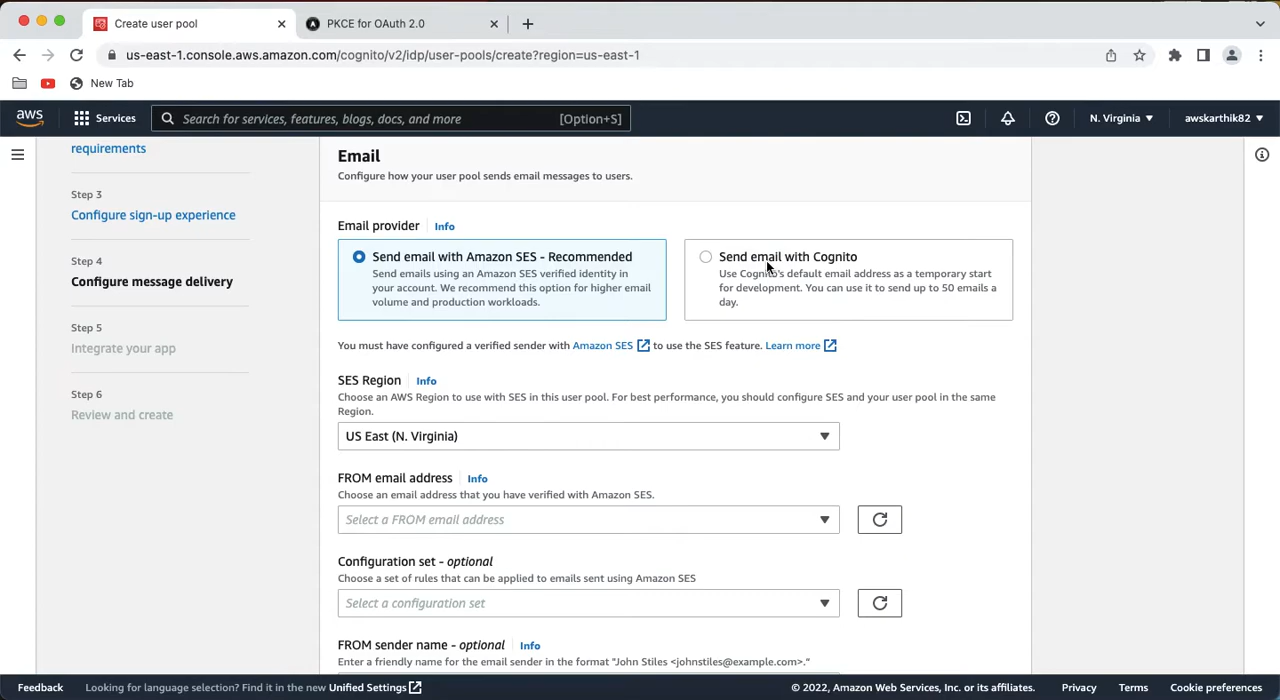 Create user pool
PKCE for OAuth 2.0
us-east-1.console.aws.amazon.com/cognito/v2/idp/user-pools/create?region=us-east-1
New Tab
aws
Services
Search for services, features, blogs, docs, and more
[Option+S]
N. Virginia
awskarthik82
requirements
Step 3
Configure sign-up experience
Step 4
Configure message delivery
Step 5
Integrate your app
Step 6
Review and create
Email
Configure how your user pool sends email messages to users.
Email provider
Info
Send email with Amazon SES - Recommended
Send emails using an Amazon SES verified identity in
your account. We recommend this option for higher email
volume and production workloads.
Send email with Cognito
Use Cognito's default email address as a temporary start
for development. You can use it to send up to 50 emails a
day.
You must have configured a verified sender with Amazon SES to use the SES feature. Learn more
SES Region
Info
Choose an AWS Region to use with SES in this user pool. For best performance, you should configure SES and your user pool in the same
Region.
US East (N. Virginia)
FROM email address
Info
Choose an email address that you have verified with Amazon SES.
Select a FROM email address
Configuration set - optional
Choose a set of rules that can be applied to emails sent using Amazon SES
Select a configuration set
FROM sender name - optional
Info
Enter a friendly name for the email sender in the format "John Stiles <johnstiles@example.com>."
Feedback
Looking for language selection? Find it in the new Unified Settings
© 2022, Amazon Web Services, Inc. or its affiliates.
Privacy
Terms
Cookie preferences